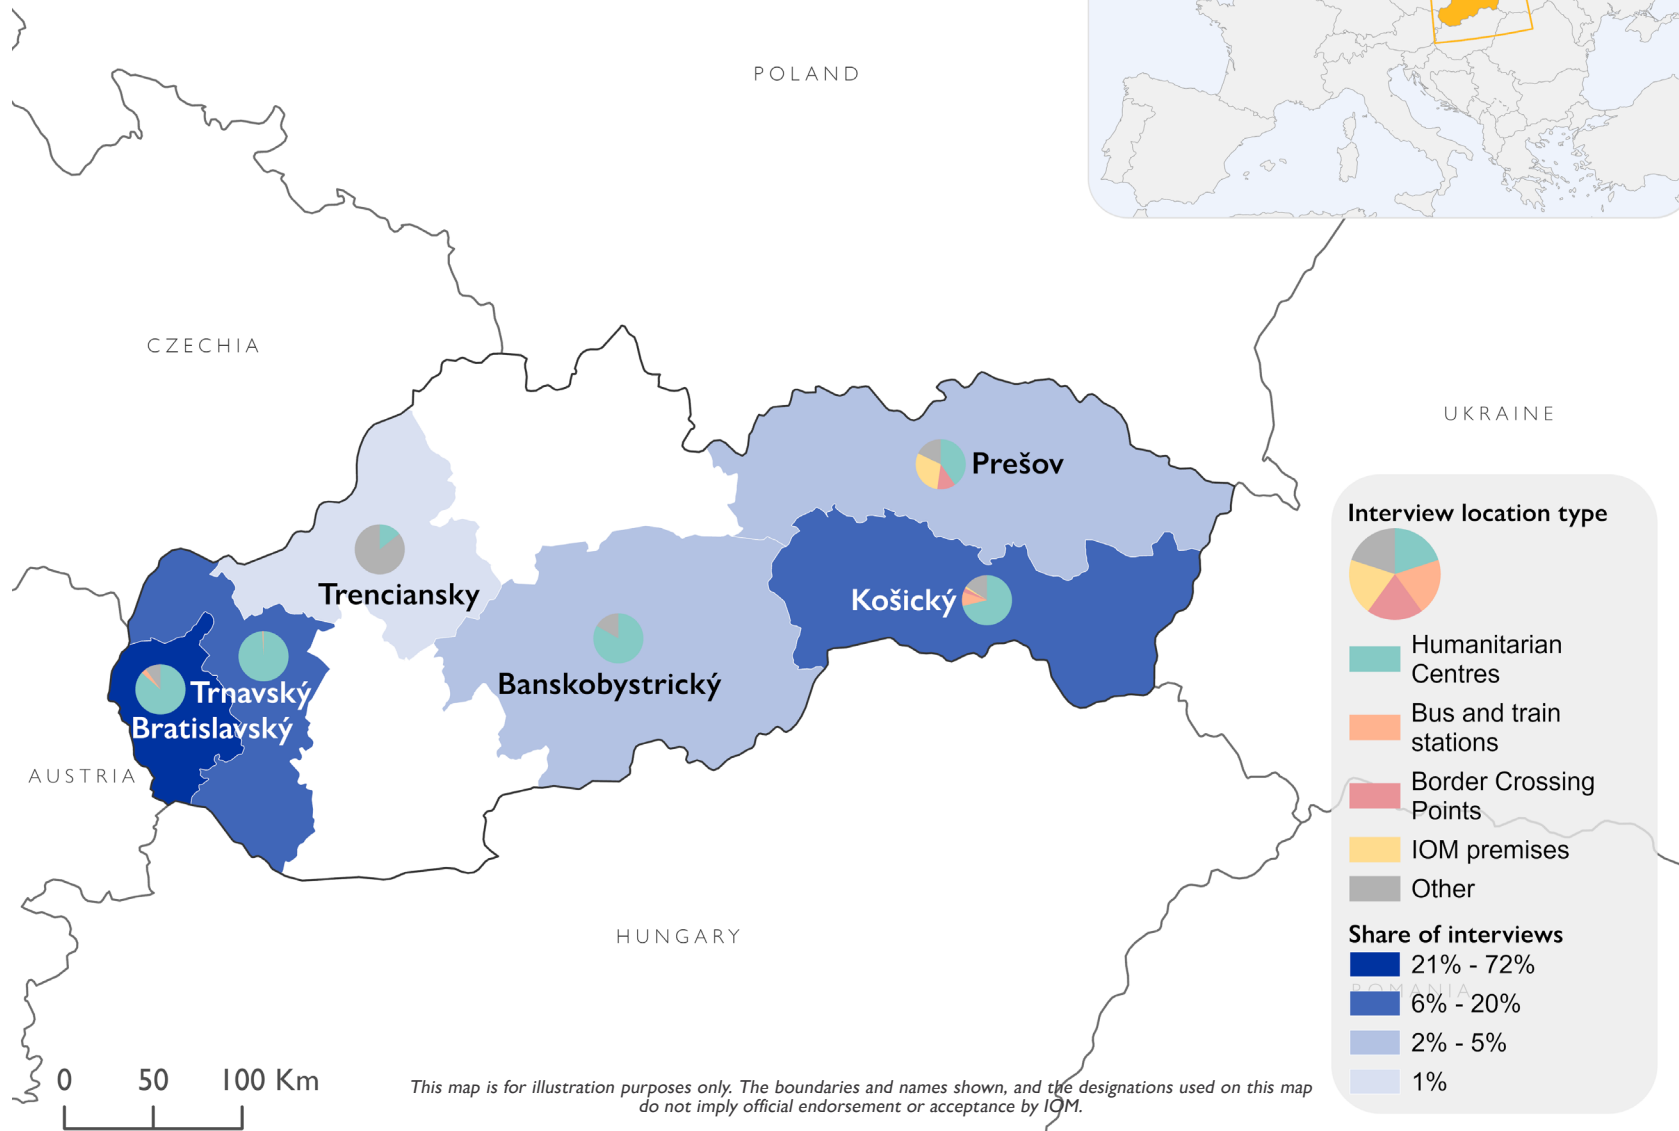 POLAND
CZECHIA
UKRAINE
Prešov
Trenciansky
Košický
Banskobystrický
Trnavský
Bratislavský
AUSTRIA
HUNGARY
Interview location type
Humanitarian
Centres
Bus and train
stations
Border Crossing
Points
IOM premises
Other
Share of interviews
21% - 72%
ROMANIA
6% - 20%
2% - 5%
1%
0 50 100 Km
This map is for illustration purposes only. The boundaries and names shown, and the designations used on this map
do not imply official endorsement or acceptance by IOM.